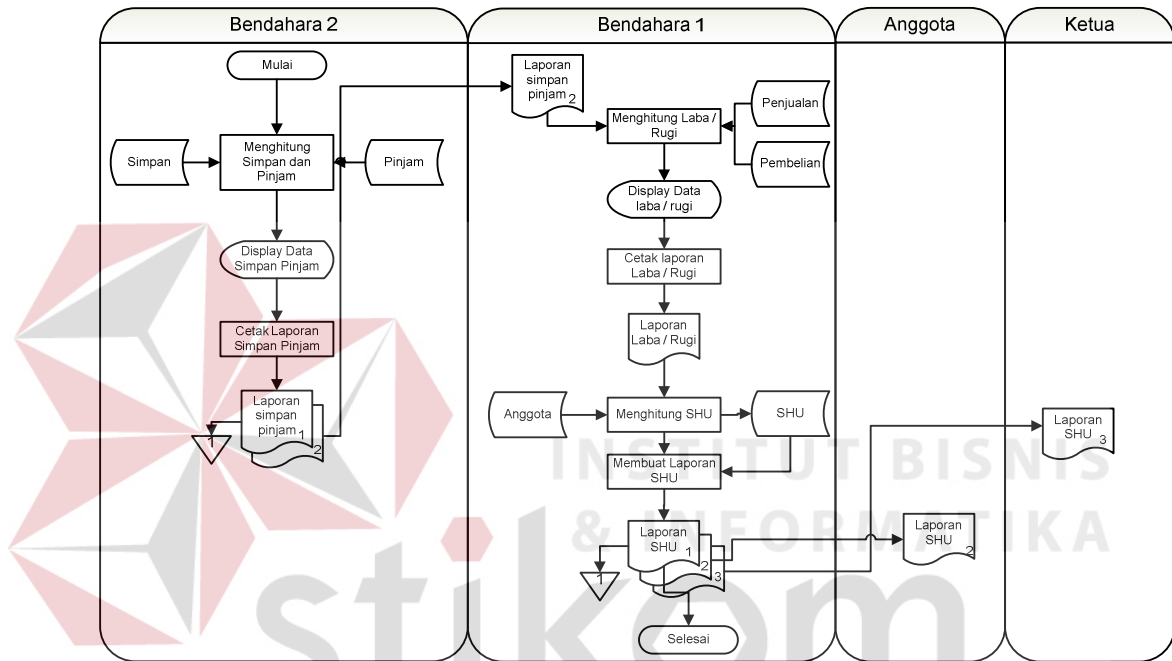 Bendahara 2
Bendahara 1
Anggota
Ketua
Mulai
Simpan
Menghitung
Simpan dan
Pinjam
Pinjam
Display Data
Simpan Pinjam
Cetak Laporan
Simpan Pinjam
Laporan
simpan
pinjam 1
2
1
Laporan
simpan
pinjam 2
Menghitung Laba /
Rugi
Penjualan
Pembelian
Display Data
laba / rugi
Cetak laporan
Laba / Rugi
Laporan
Laba / Rugi
Anggota
Menghitung SHU
SHU
Membuat Laporan
SHU
Laporan
SHU 1
2
3
1
Selesai
Laporan
SHU 2
Laporan
SHU 3
INSTITUT BISNIS
& INFORMATIKA
stikom